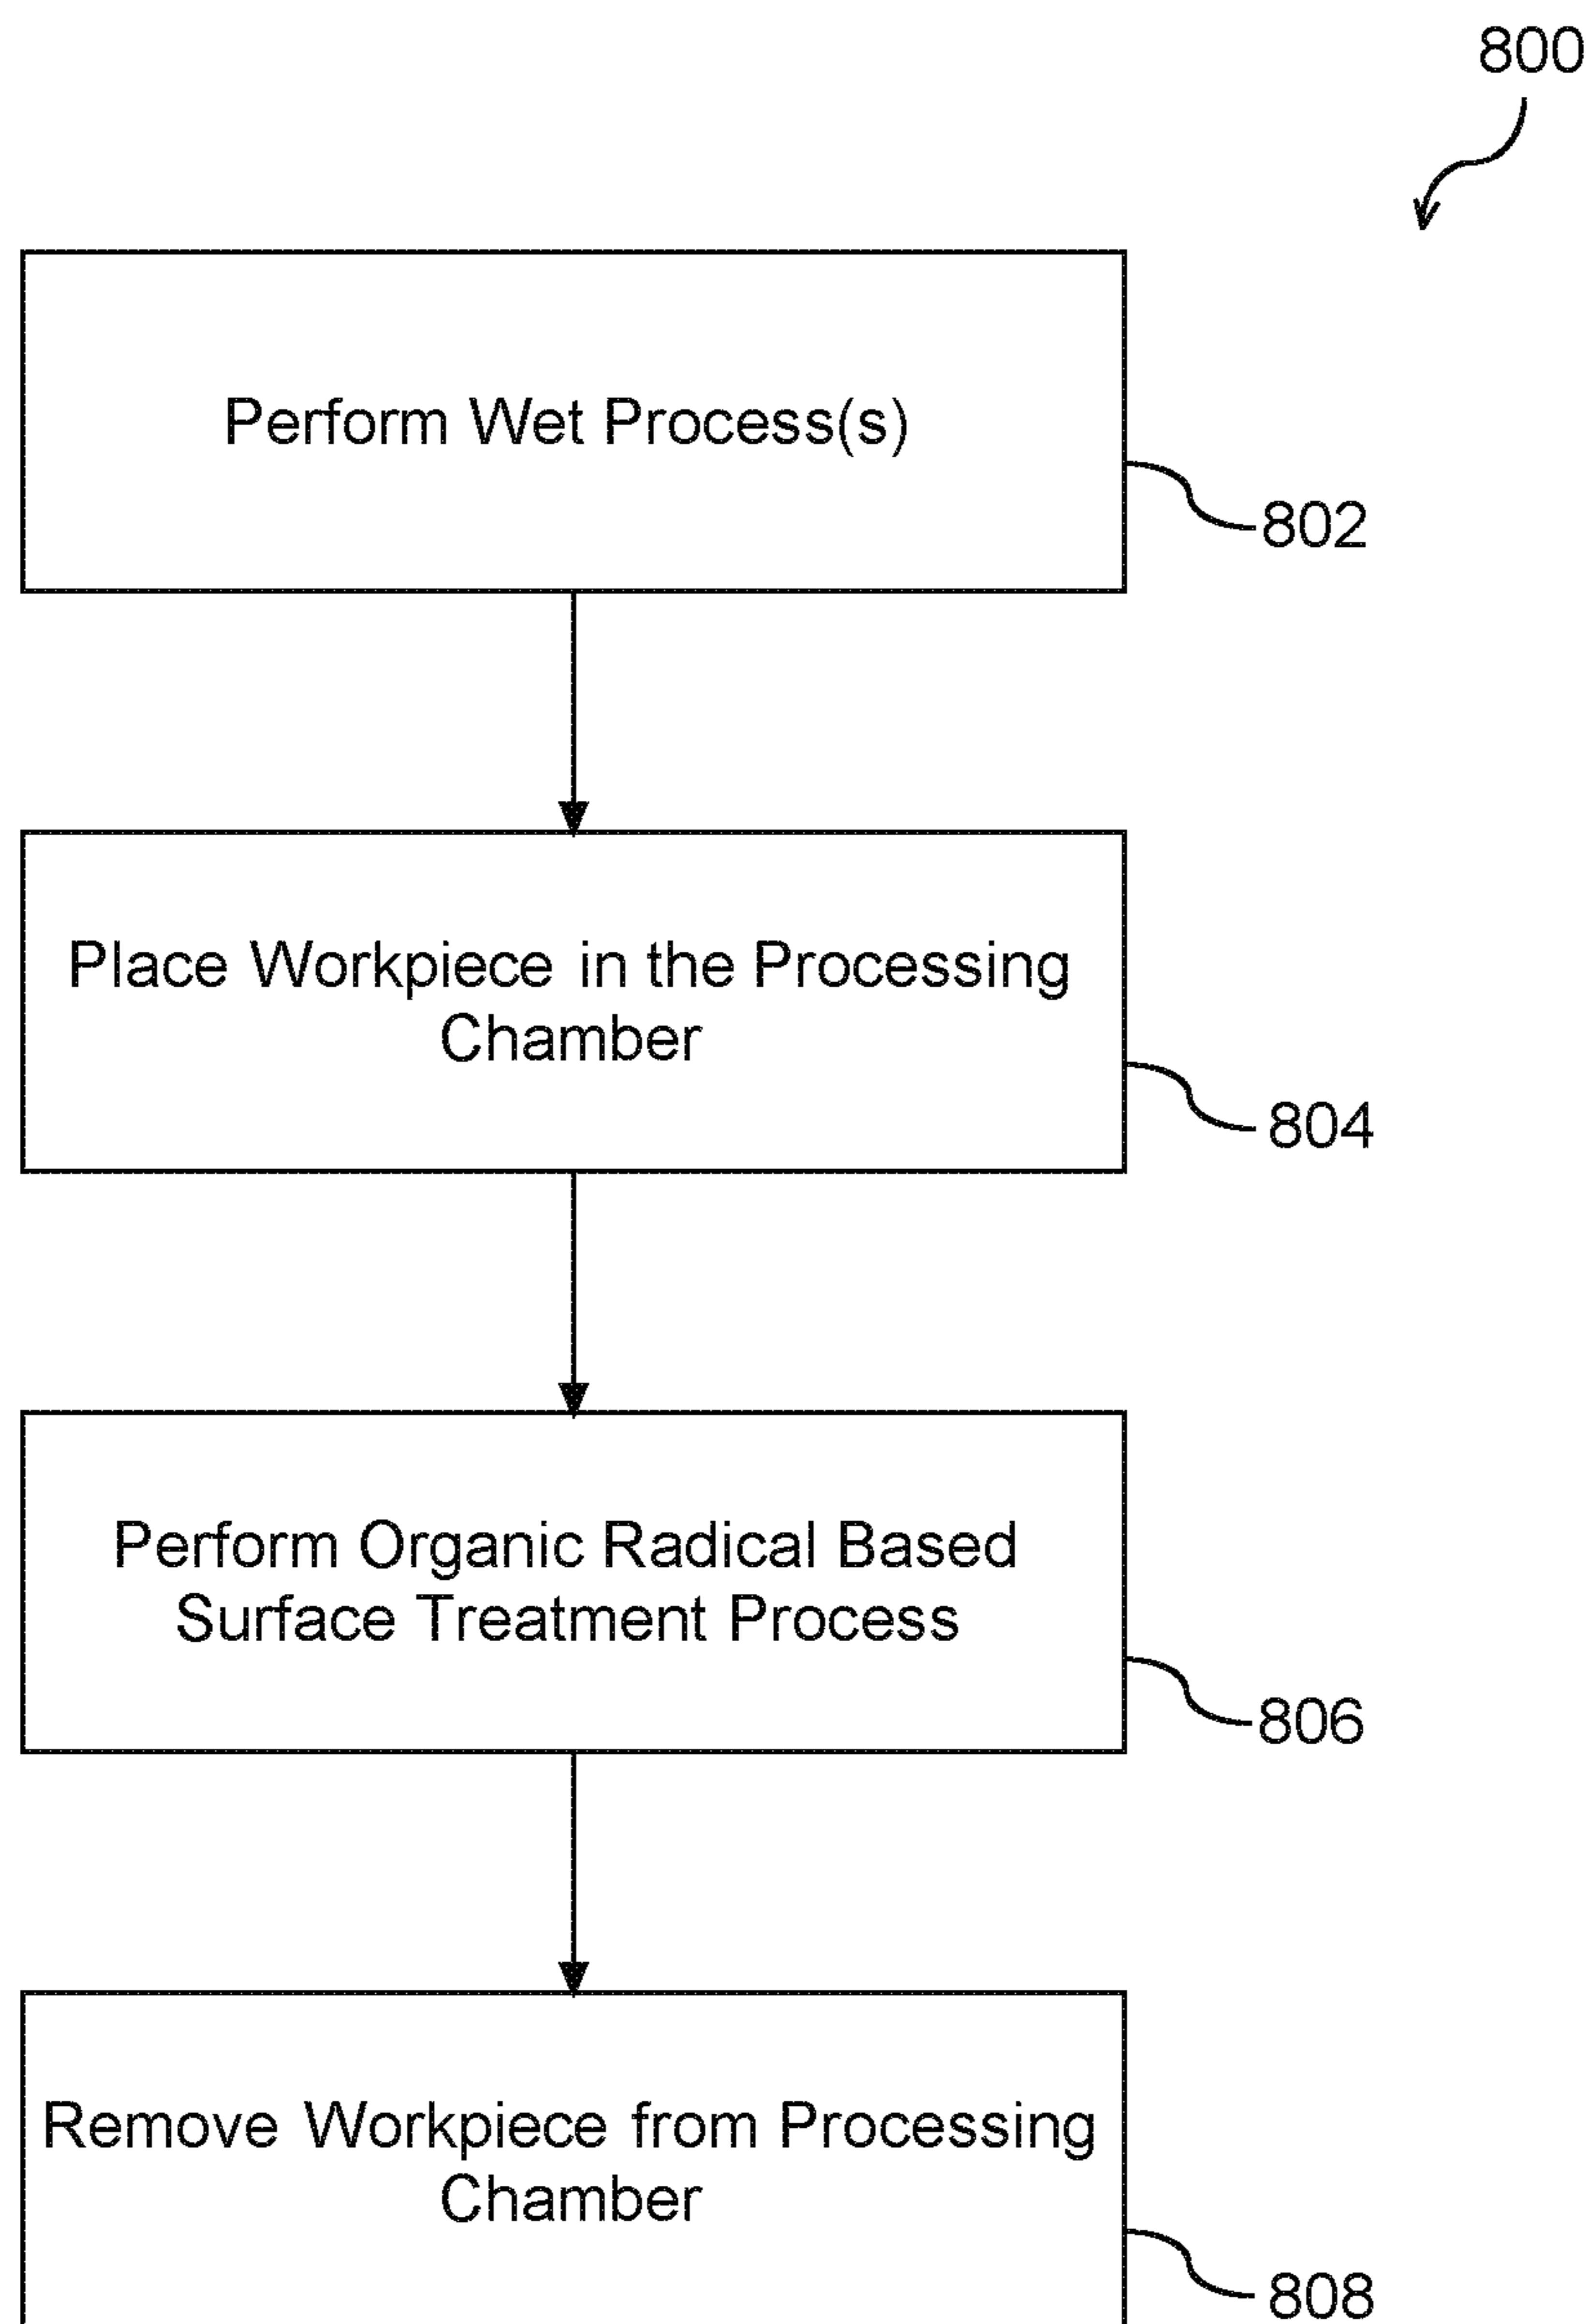 800
Perform Wet Process(s)
802
Place Workpiece in the Processing
Chamber
804
Perform Organic Radical Based
Surface Treatment Process
806
Remove Workpiece from Processing
Chamber
808